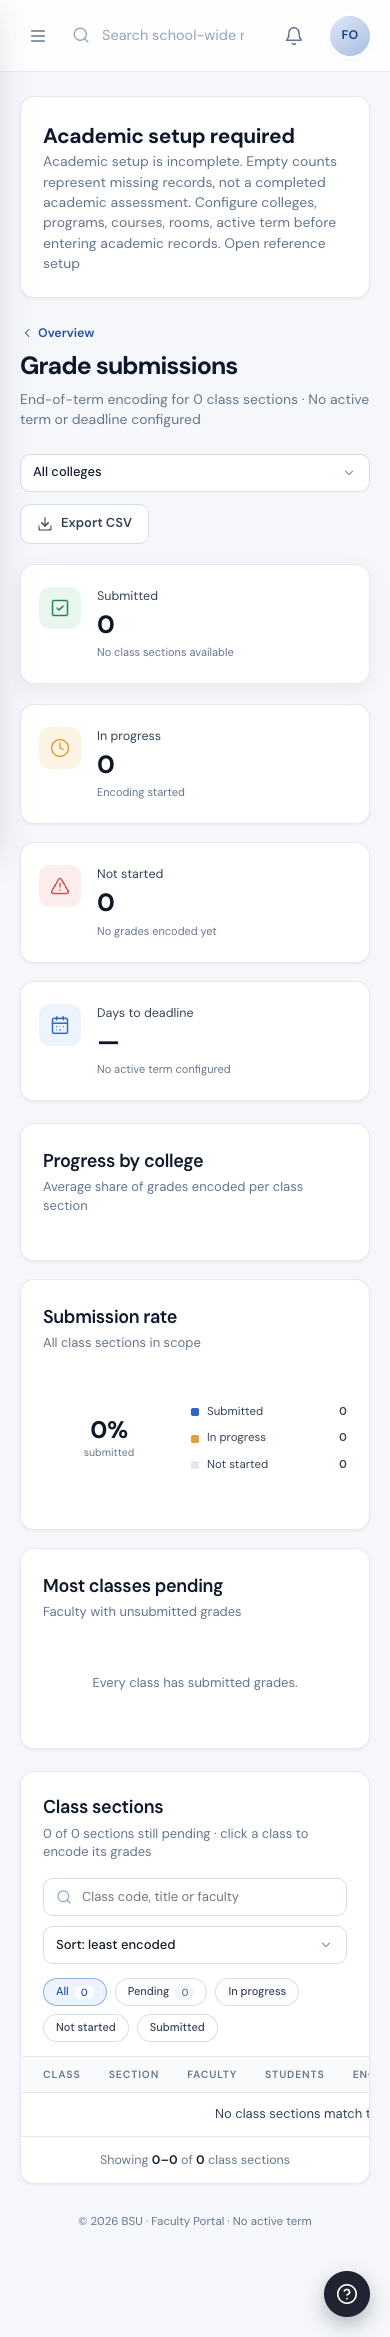 Search school-wide r
FO
Academic setup required
Academic setup is incomplete. Empty counts
represent missing records, not a completed
academic assessment. Configure colleges,
programs, courses, rooms, active term before
entering academic records. Open reference
setup
Overview
Grade submissions
End-of-term encoding for 0 class sections · No active
term or deadline configured
All colleges
Export CSV
Submitted
0
No class sections available
In progress
0
Encoding started
Not started
0
No grades encoded yet
Days to deadline
—
No active term configured
Progress by college
Average share of grades encoded per class
section
Submission rate
All class sections in scope
0%
submitted
Submitted 0
In progress 0
Not started 0
Most classes pending
Faculty with unsubmitted grades
Every class has submitted grades.
Class sections
0 of 0 sections still pending · click a class to
encode its grades
Class code, title or faculty
Sort: least encoded
All 0 Pending 0 In progress
Not started Submitted
CLASS SECTION FACULTY STUDENTS EN
No class sections match t
Showing 0–0 of 0 class sections
© 2026 BSU · Faculty Portal · No active term